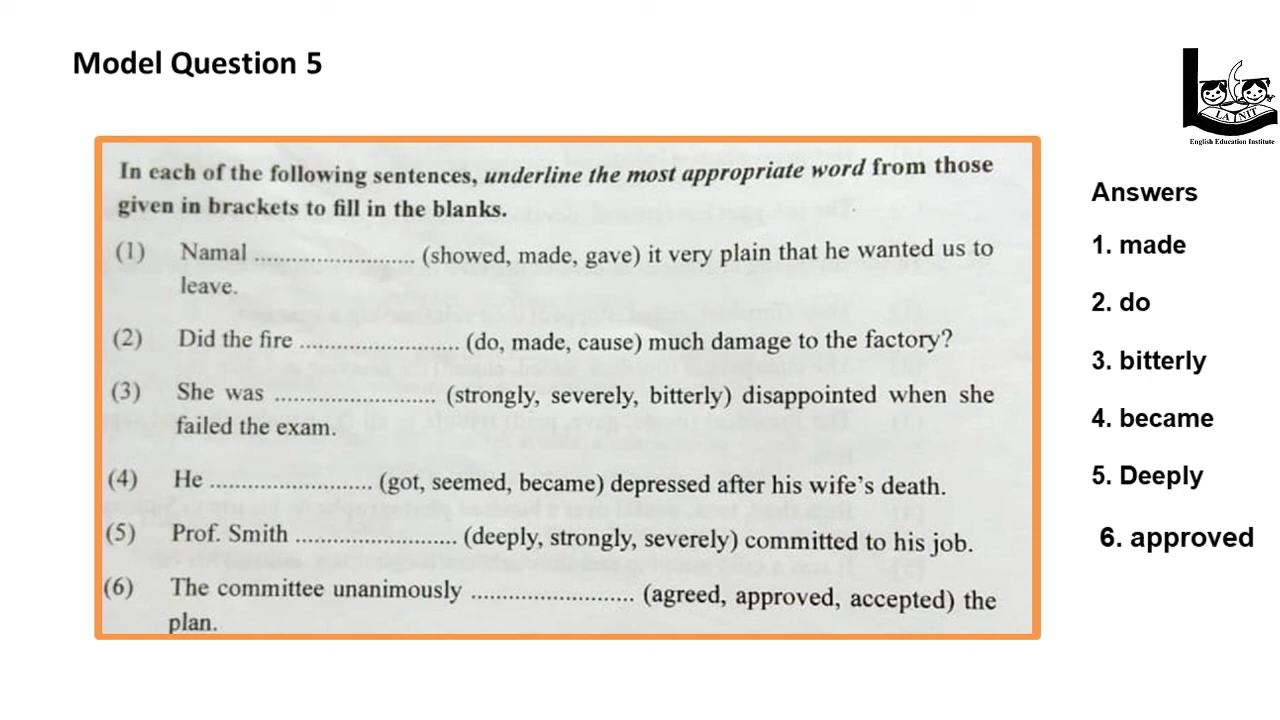 Model Question 5
LA NIT
English Education Institute
In each of the following sentences, underline the most appropriate word from those
given in brackets to fill in the blanks.
(1) Namal .......................... (showed, made, gave) it very plain that he wanted us to
leave.
(2) Did the fire .......................... (do, made, cause) much damage to the factory?
(3) She was .......................... (strongly, severely, bitterly) disappointed when she
failed the exam.
(4) He .......................... (got, seemed, became) depressed after his wife's death.
(5) Prof. Smith .......................... (deeply, strongly, severely) committed to his job.
(6) The committee unanimously .......................... (agreed, approved, accepted) the
plan.
Answers
1. made
2. do
3. bitterly
4. became
5. Deeply
6. approved